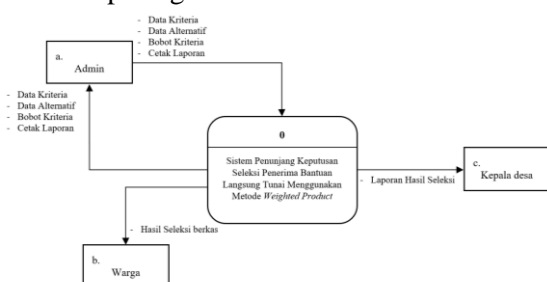 - Data Kriteria
- Data Alternatif
- Bobot Kriteria
- Cetak Laporan
a.
Admin
- Data Kriteria
- Data Alternatif
- Bobot Kriteria
- Cetak Laporan
0
Sistem Penunjang Keputusan
Seleksi Penerima Bantuan
Langsung Tunai Menggunakan
Metode Weighted Product
- Laporan Hasil Seleksi
c.
Kepala desa
- Hasil Seleksi berkas
b.
Warga